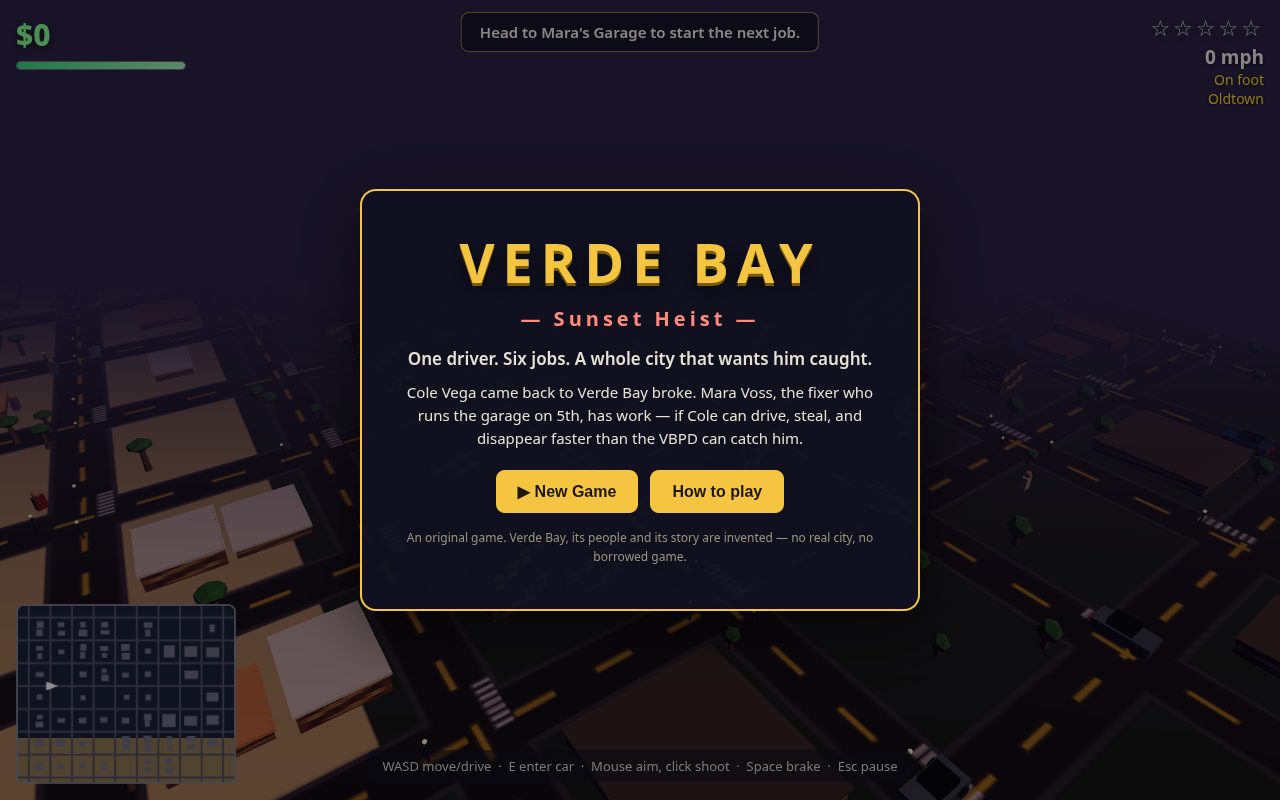 $0
Head to Mara's Garage to start the next job.
☆☆☆☆☆
0 mph
On foot
Oldtown
VERDE BAY
— Sunset Heist —
One driver. Six jobs. A whole city that wants him caught.
Cole Vega came back to Verde Bay broke. Mara Voss, the fixer who
runs the garage on 5th, has work — if Cole can drive, steal, and
disappear faster than the VBPD can catch him.
▶ New Game
How to play
An original game. Verde Bay, its people and its story are invented — no real city, no
borrowed game.
WASD move/drive · E enter car · Mouse aim, click shoot · Space brake · Esc pause